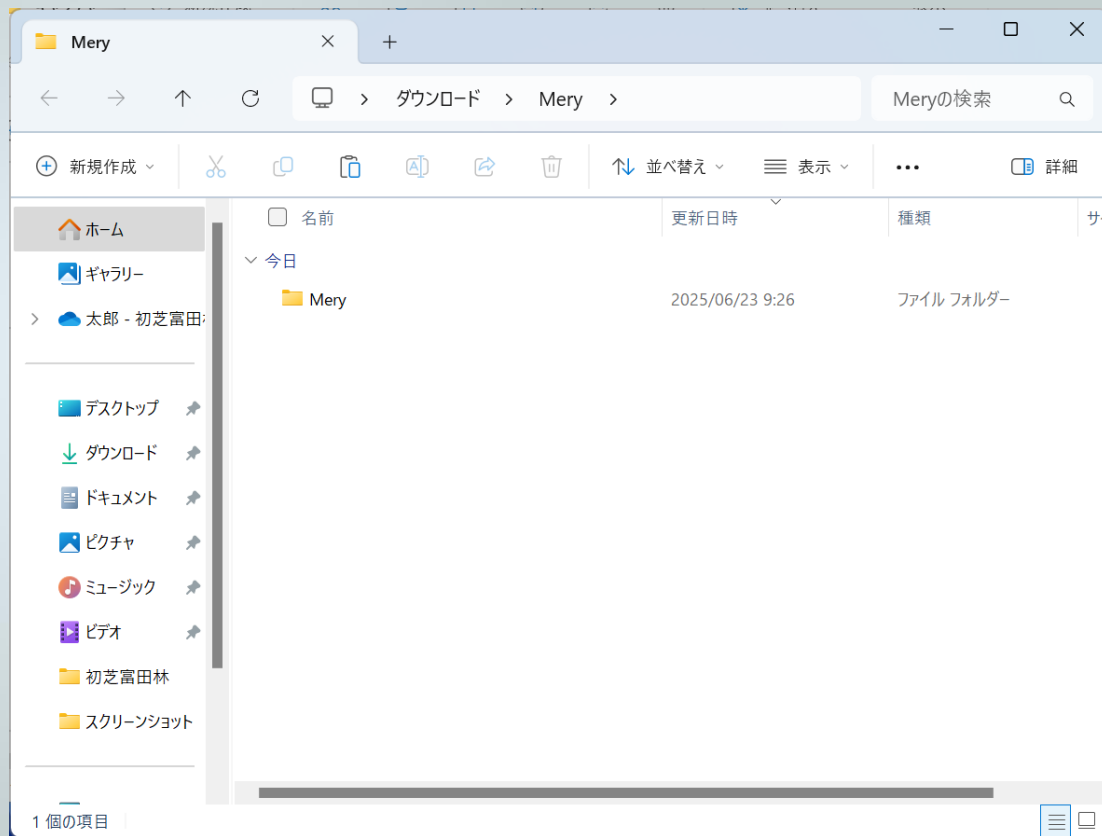 Mery
ダウンロード Mery Meryの検索
新規作成 並べ替え 表示 ... 詳細
名前 更新日時 種類
ホーム
今日
ギャラリー
Mery 2025/06/23 9:26 ファイル フォルダー
太郎 - 初芝富田
デスクトップ
ダウンロード
ドキュメント
ピクチャ
ミュージック
ビデオ
初芝富田林
スクリーンショット
1 個の項目